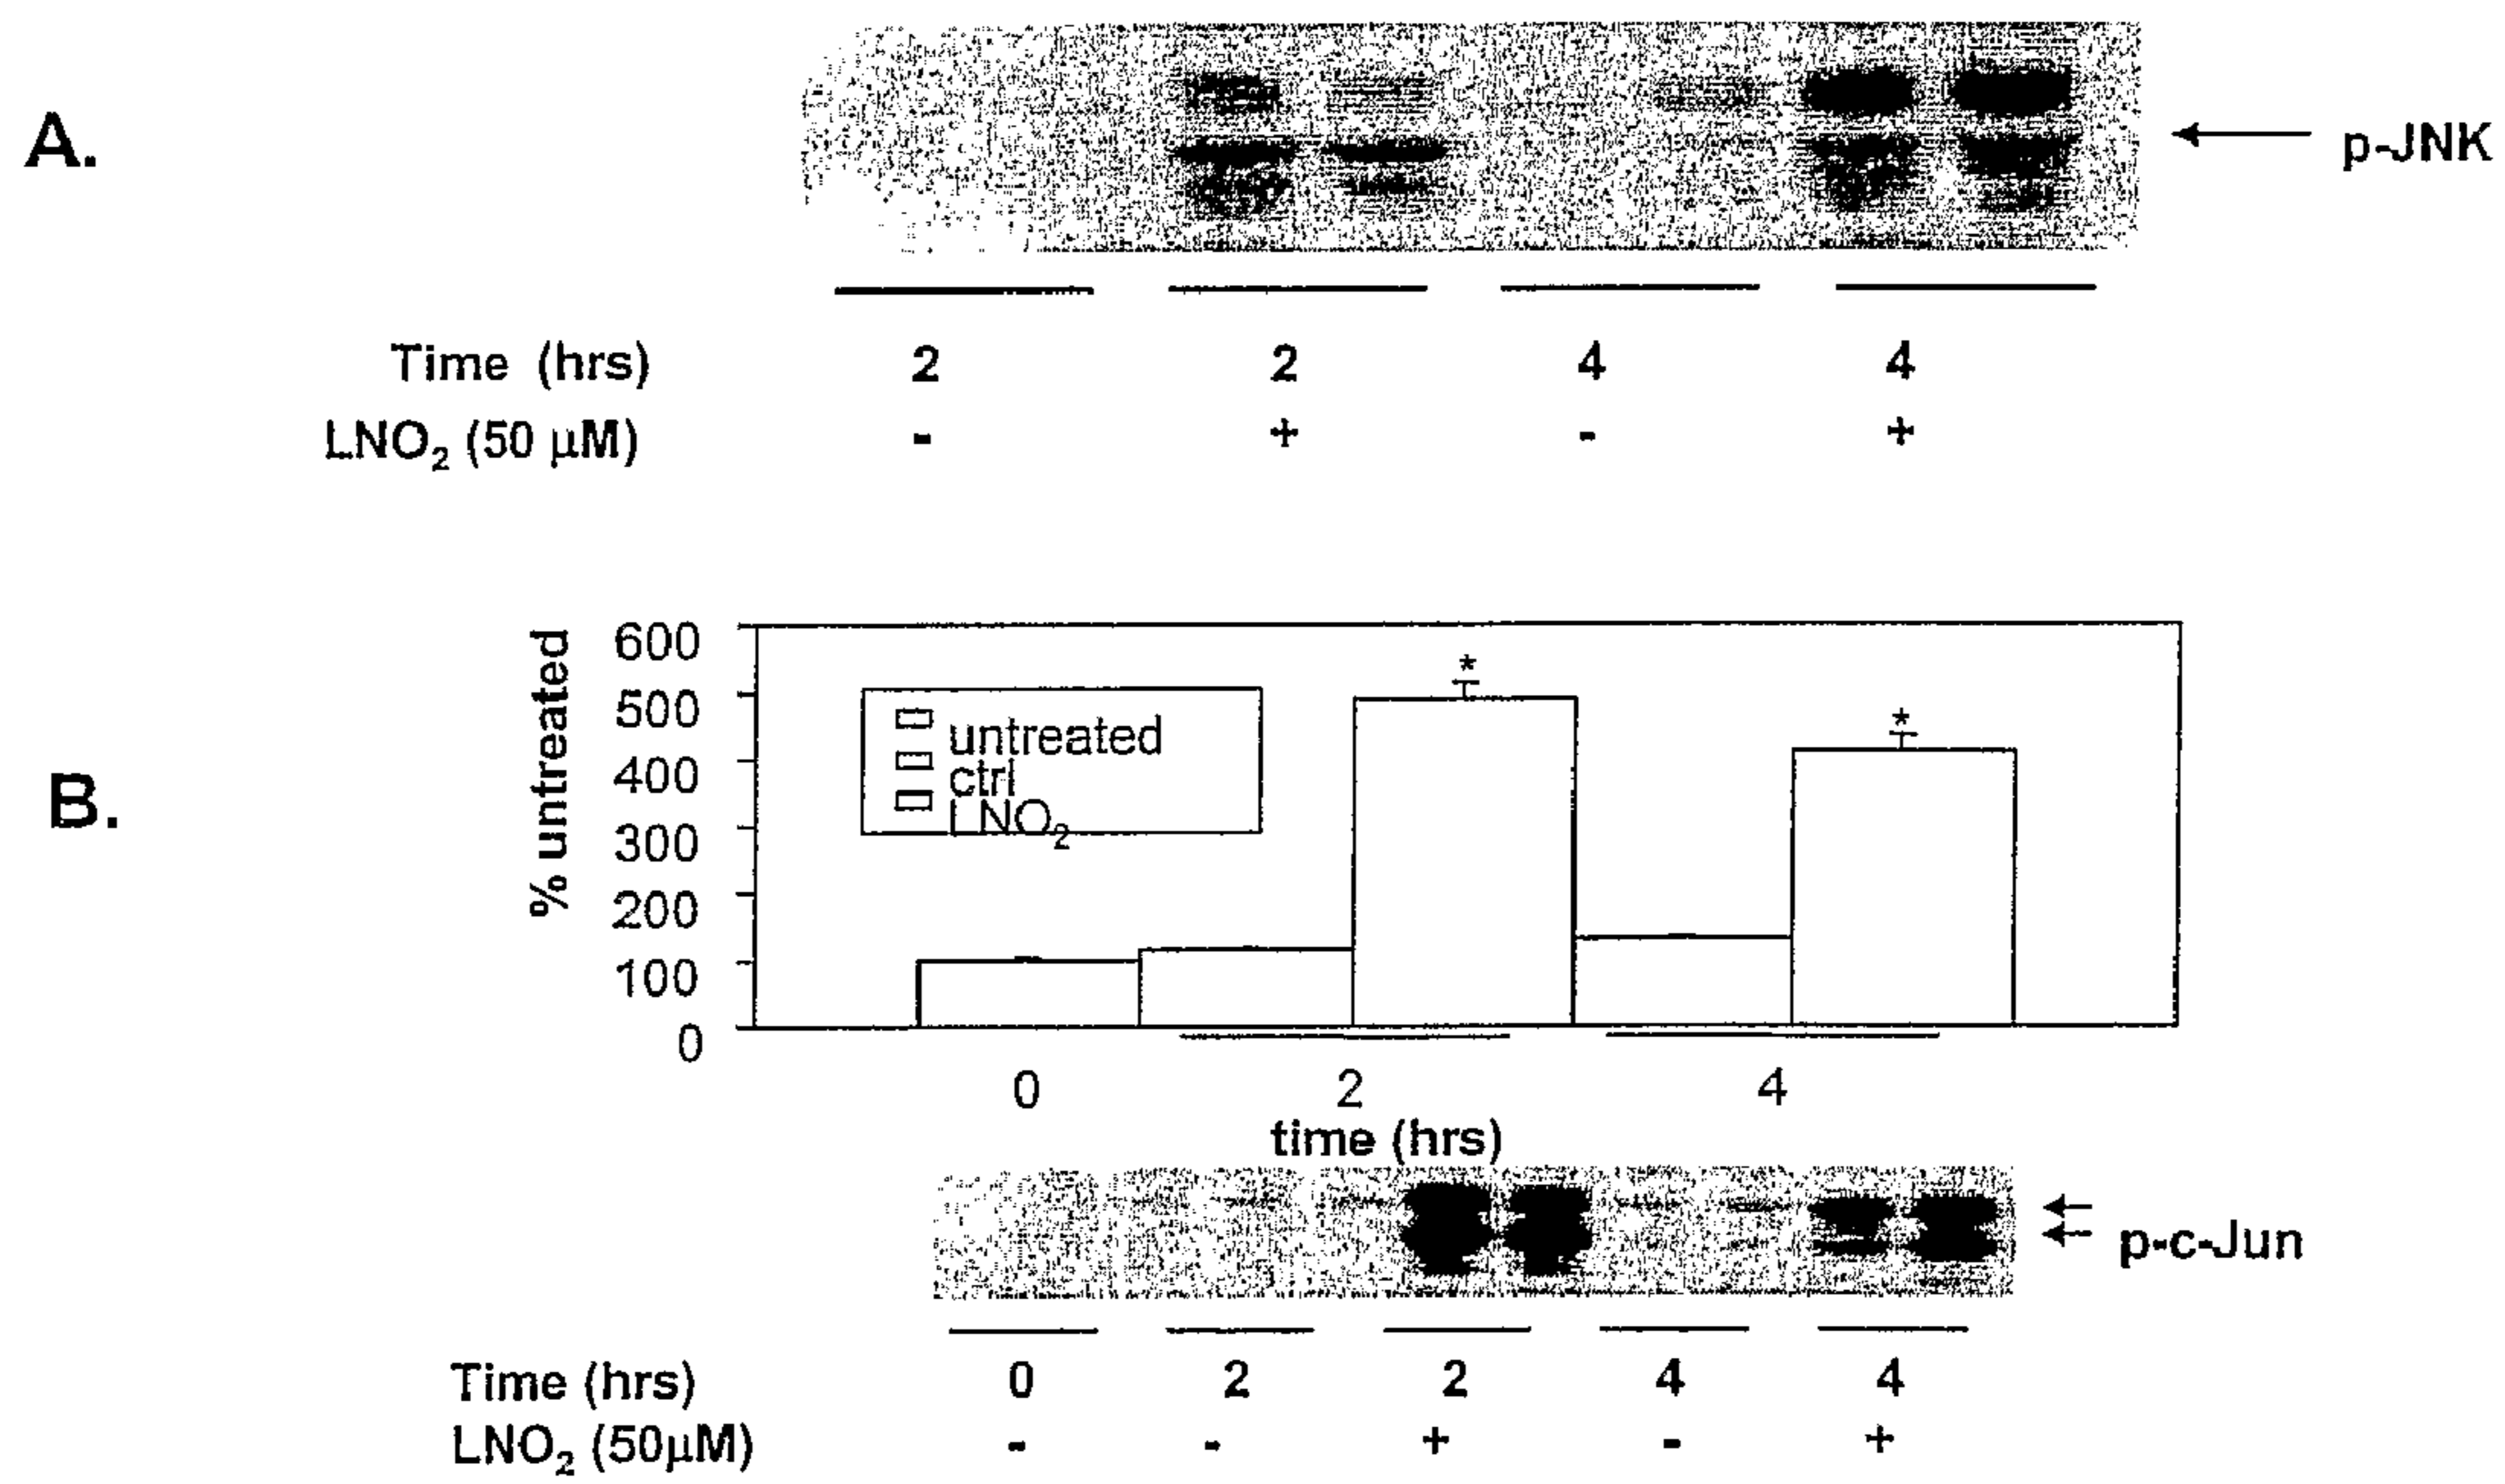 A.
p-JNK
Time (hrs) 2 2 4 4
LNO₂ (50 µM) - + - +
B.
% untreated
600
500
400
300
200
100
0
untreated
ctrl
LNO₂
*
*
0 2 4
time (hrs)
p-c-Jun
Time (hrs) 0 2 2 4 4
LNO₂ (50µM) - - + - +